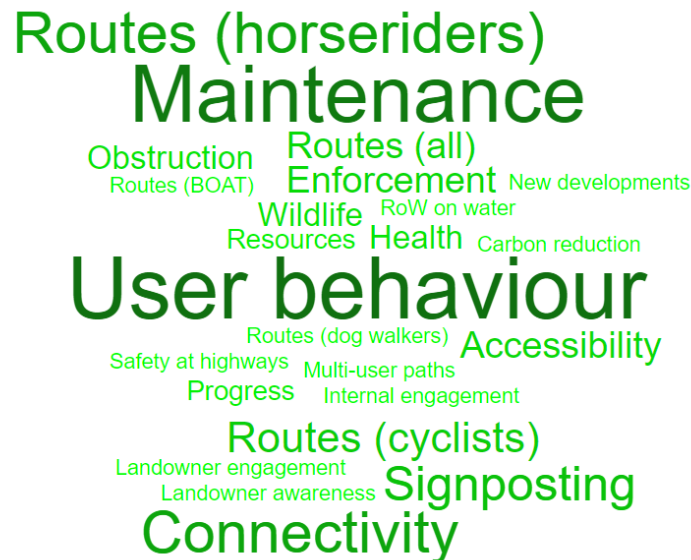 Routes (horseriders)
Maintenance
Obstruction Routes (all)
Routes (BOAT) Enforcement New developments
Wildlife RoW on water
Resources Health Carbon reduction
User behaviour
Routes (dog walkers) Accessibility
Safety at highways Multi-user paths
Progress Internal engagement
Routes (cyclists)
Landowner engagement Signposting
Landowner awareness
Connectivity